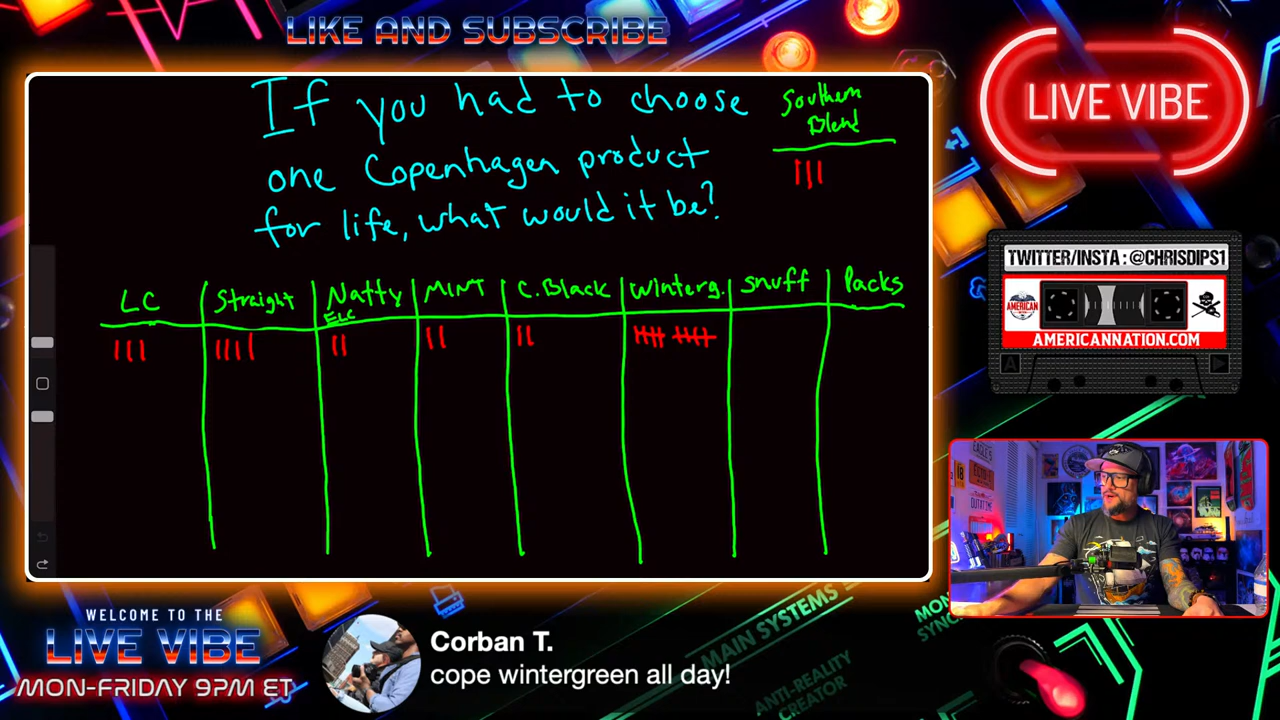 LIKE AND SUBSCRIBE
If you had to choose
one Copenhagen product
for life, what would it be?
Southern
Blend
LC
Straight
Natty
ELC
MINT
C Black
Winterg.
snuff
Packs
LIVE VIBE
TWITTER/INSTA : @CHRISDIPS1
AMERICAN
AMERICANNATION.COM
A
WELCOME TO THE
LIVE VIBE
MON-FRIDAY 9PM ET
Corban T.
cope wintergreen all day!
MAIN SYSTEMS
ANTI-REALITY
CREATOR